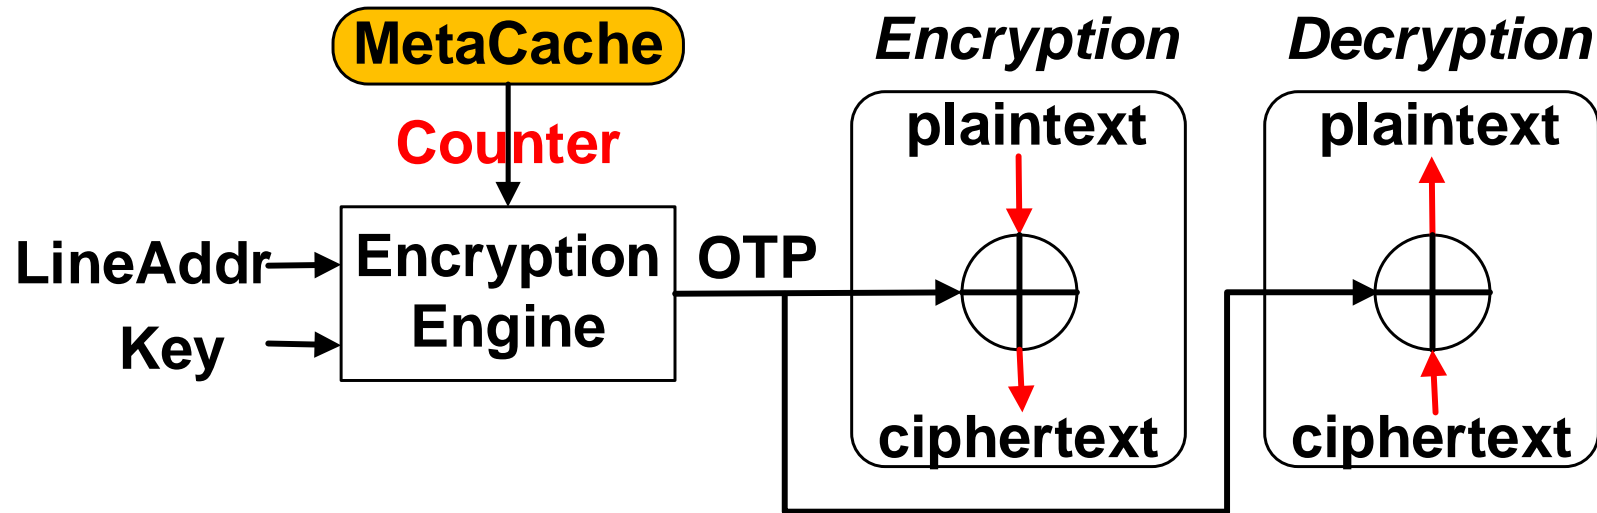 MetaCache
Encryption
Decryption
Counter
plaintext
plaintext
LineAddr
Key
Encryption
Engine
OTP
ciphertext
ciphertext